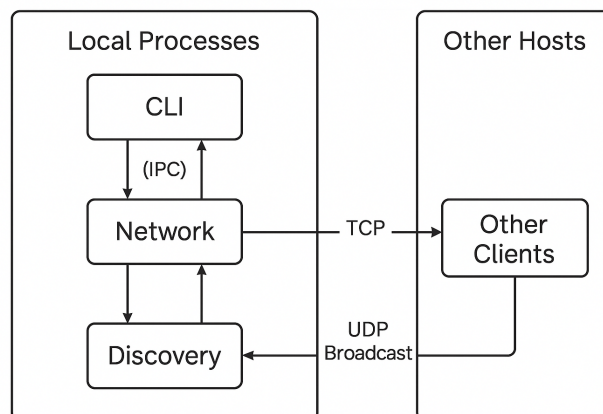 Local Processes
Other Hosts
CLI
(IPC)
Network
TCP
Other
Clients
UDP
Broadcast
Discovery